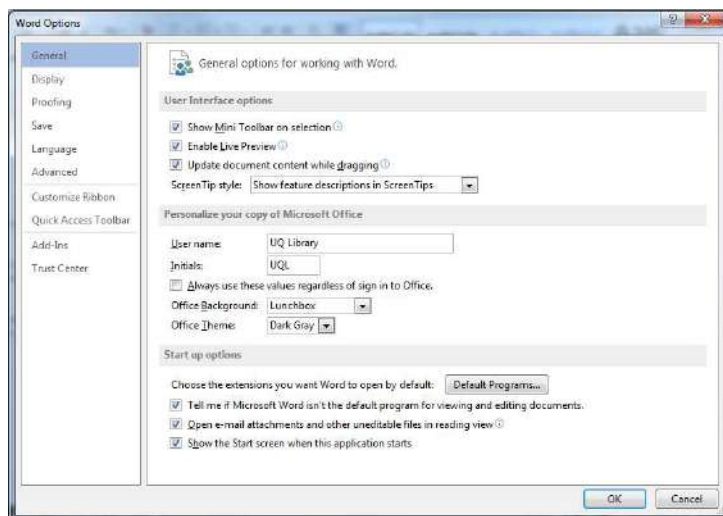 Word Options
General
Display
Proofing
Save
Language
Advanced
Customize Ribbon
Quick Access Toolbar
Add-Ins
Trust Center
General options for working with Word.
User Interface options
Show Mini Toolbar on selection
Enable Live Preview
Update document content while dragging
ScreenTip style: Show feature descriptions in ScreenTips
Personalize your copy of Microsoft Office
User name: UQ Library
Initials: UQL
Always use these values regardless of sign in to Office.
Office Background: Lunchbox
Office Theme: Dark Gray
Start up options
Choose the extensions you want Word to open by default: Default Programs...
Tell me if Microsoft Word isn't the default program for viewing and editing documents.
Open e-mail attachments and other uneditable files in reading view
Show the Start screen when this application starts
OK Cancel